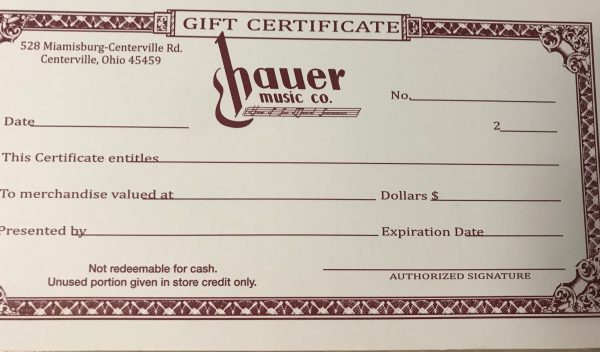 GIFT CERTIFICATE
528 Miamisburg-Centerville Rd.
Centerville, Ohio 45459
hauer
music co.
No.
Date
2
This Certificate entitles
To merchandise valued at Dollars $
Presented by Expiration Date
Not redeemable for cash.
Unused portion given in store credit only.
AUTHORIZED SIGNATURE